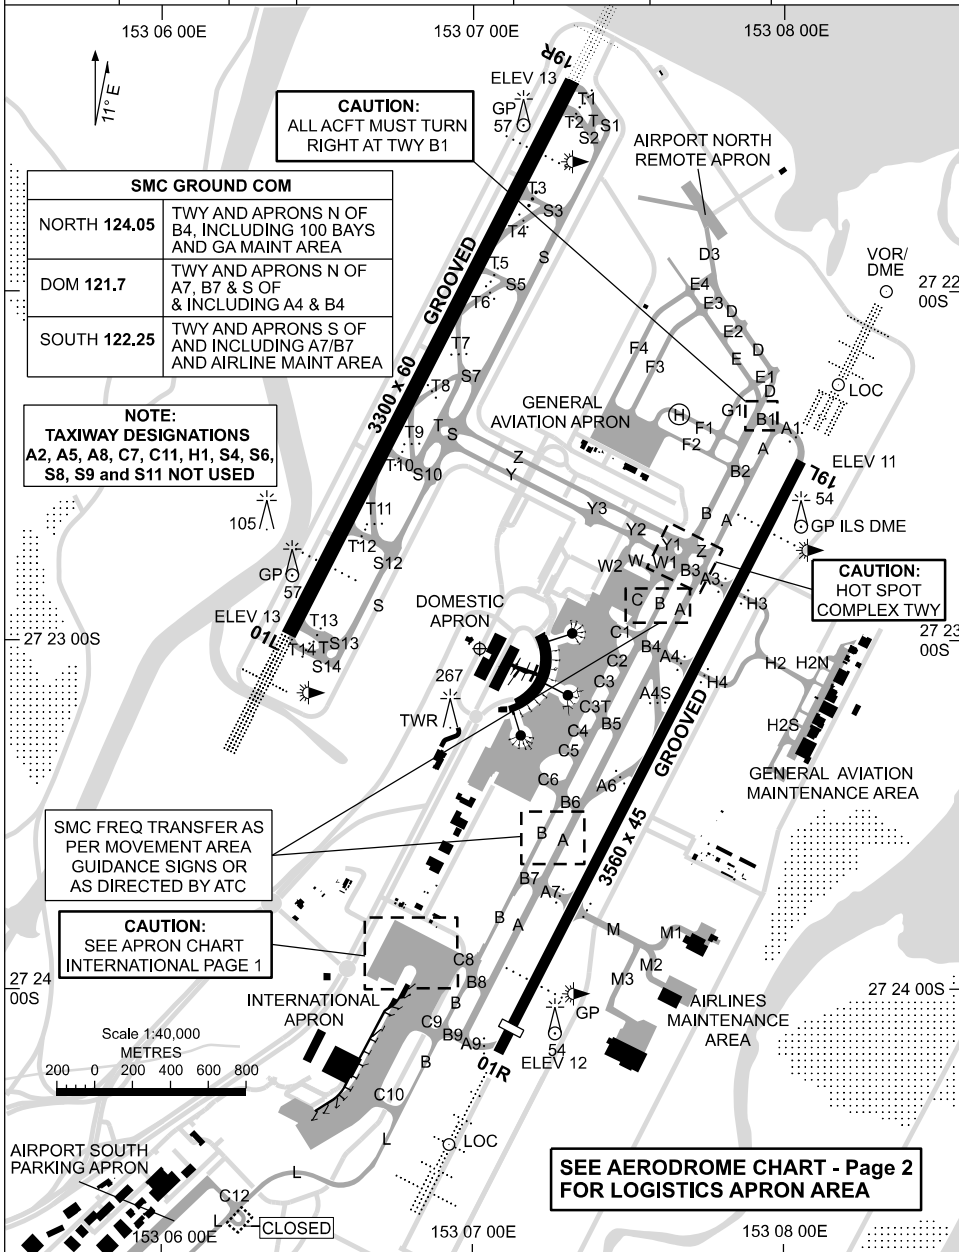 153 06 00E
153 07 00E
153 08 00E
11° E
19R
ELEV 13
GP
57
T1
T2
T
S1
S2
CAUTION:
ALL ACFT MUST TURN
RIGHT AT TWY B1
AIRPORT NORTH
REMOTE APRON
SMC GROUND COM
NORTH 124.05
TWY AND APRONS N OF
B4, INCLUDING 100 BAYS
AND GA MAINT AREA
DOM 121.7
TWY AND APRONS N OF
A7, B7 & S OF
& INCLUDING A4 & B4
SOUTH 122.25
TWY AND APRONS S OF
AND INCLUDING A7/B7
AND AIRLINE MAINT AREA
T3
S3
T4
S
T5
S5
T6
GROOVED
D3
VOR/
DME
27 22
00S
E4
E3
D
E2
D
E
E1
D
T7
S7
T8
3300 x 60
F4
F3
LOC
NOTE:
TAXIWAY DESIGNATIONS
A2, A5, A8, C7, C11, H1, S4, S6,
S8, S9 and S11 NOT USED
GENERAL
AVIATION APRON
H
G1
B1
A1
F1
F2
A
T9
T
S
T10
S10
Z
Y
B2
ELEV 11
19L
54
GP ILS DME
105
T11
T12
S12
Y3
Y2
B
A
Y1
Z
W2
W
W1
B3
A3
GP
57
CAUTION:
HOT SPOT
COMPLEX TWY
ELEV 13
01L
T13
S
T14
T
S13
S14
27 23 00S
DOMESTIC
APRON
C
B
A
H3
C1
B4
A4
27 23
00S
C2
H2
H2N
C3
H4
A4S
267
TWR
C3T
B5
C4
C5
H2S
GROOVED
C6
A6
GENERAL AVIATION
MAINTENANCE AREA
B6
SMC FREQ TRANSFER AS
PER MOVEMENT AREA
GUIDANCE SIGNS OR
AS DIRECTED BY ATC
B
A
3560 x 45
B7
A7
CAUTION:
SEE APRON CHART
INTERNATIONAL PAGE 1
B
A
M
M1
C8
M2
M3
B8
27 24
00S
27 24 00S
INTERNATIONAL
APRON
B
GP
AIRLINES
MAINTENANCE
AREA
C9
B9
A9
54
ELEV 12
01R
B
Scale 1:40,000
METRES
200 0 200 400 600 800
C10
LOC
L
AIRPORT SOUTH
PARKING APRON
L
C12
L
CLOSED
SEE AERODROME CHART - Page 2
FOR LOGISTICS APRON AREA
153 06 00E
153 07 00E
153 08 00E